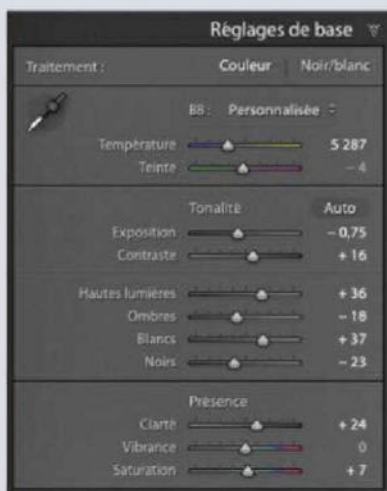 Réglages de base
Traitement : Couleur Noir/blanc
BB : Personnalisée
Température 5 287
Teinte – 4
Tonalité Auto
Exposition – 0,75
Contraste + 16
Hautes lumières + 36
Ombres – 18
Blancs + 37
Noirs – 23
Présence
Clarté + 24
Vibrance 0
Saturation + 7